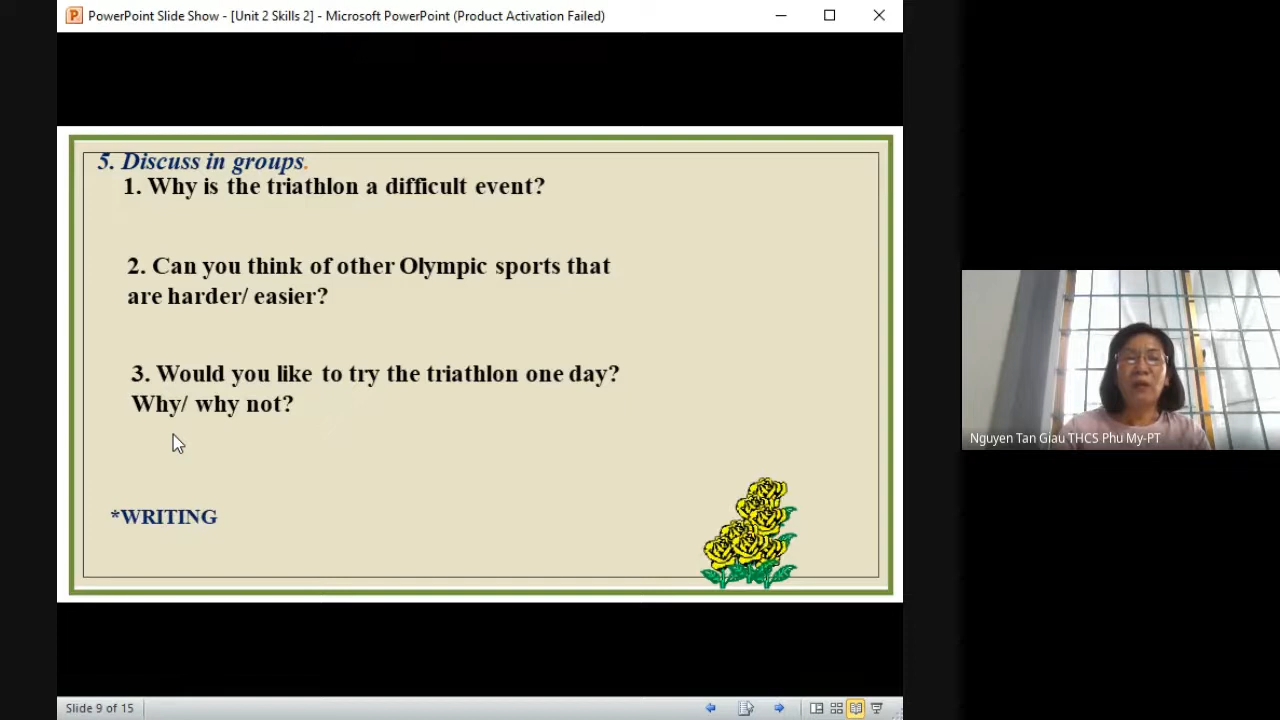 PowerPoint Slide Show - [Unit 2 Skills 2] - Microsoft PowerPoint (Product Activation Failed)
5. Discuss in groups.
1. Why is the triathlon a difficult event?
2. Can you think of other Olympic sports that
are harder/ easier?
3. Would you like to try the triathlon one day?
Why/ why not?
*WRITING
Nguyen Tan Giau THCS Phu My-PT
Slide 9 of 15